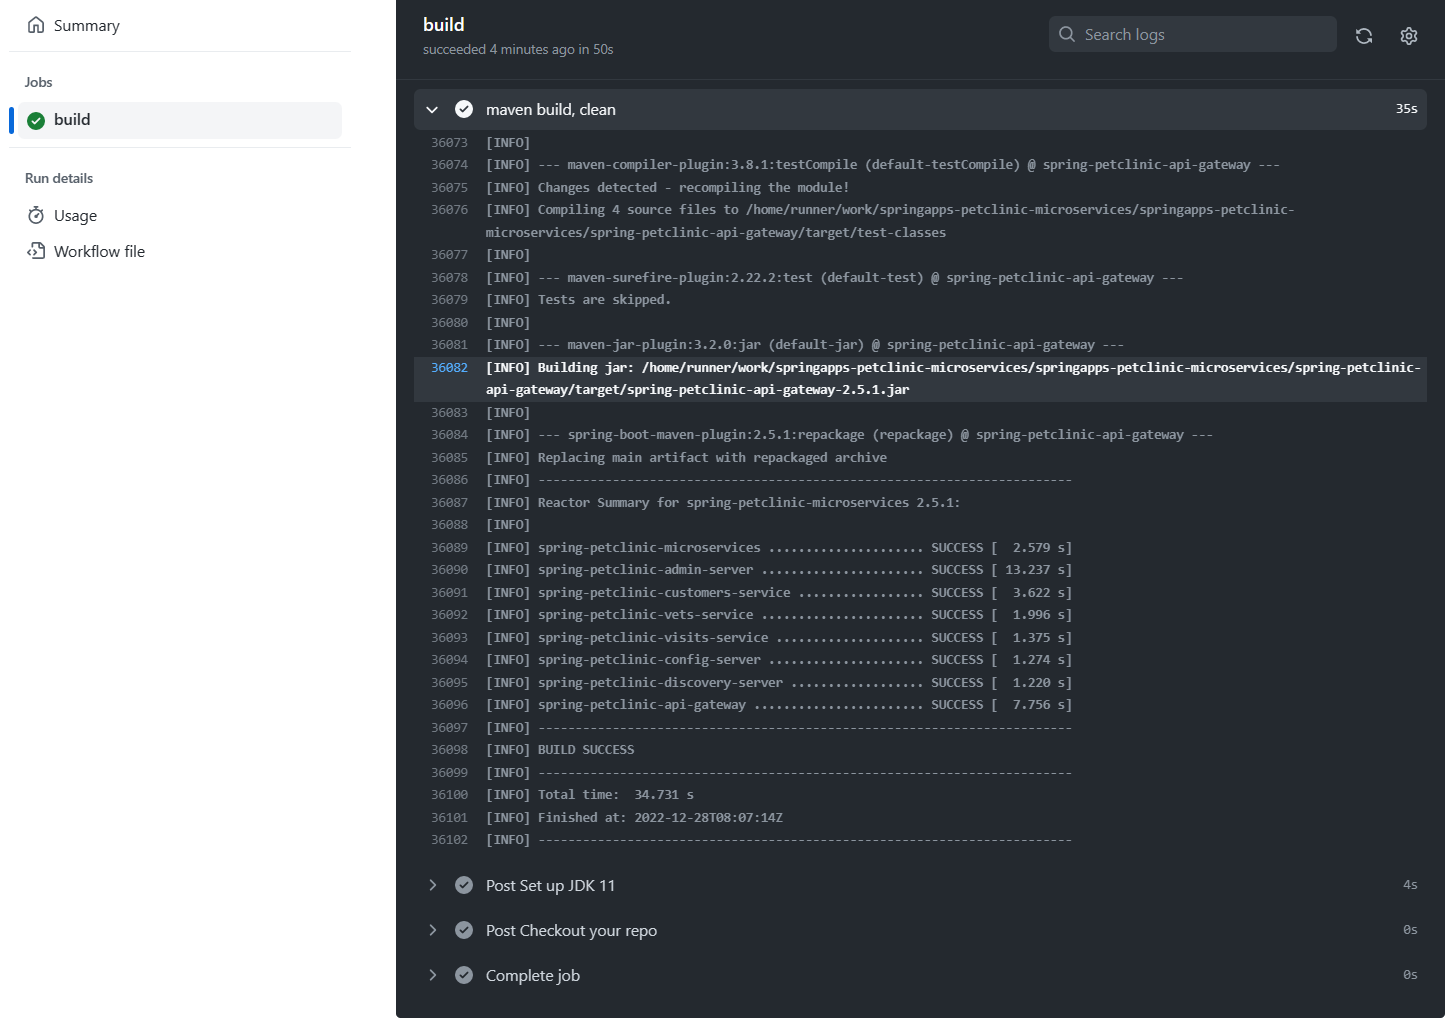 Summary
Jobs
build
Run details
Usage
Workflow file
build
succeeded 4 minutes ago in 50s
Search logs
maven build, clean 35s
36073 [INFO]
36074 [INFO] --- maven-compiler-plugin:3.8.1:testCompile (default-testCompile) @ spring-petclinic-api-gateway ---
36075 [INFO] Changes detected - recompiling the module!
36076 [INFO] Compiling 4 source files to /home/runner/work/springapps-petclinic-microservices/springapps-petclinic-
microservices/spring-petclinic-api-gateway/target/test-classes
36077 [INFO]
36078 [INFO] --- maven-surefire-plugin:2.22.2:test (default-test) @ spring-petclinic-api-gateway ---
36079 [INFO] Tests are skipped.
36080 [INFO]
36081 [INFO] --- maven-jar-plugin:3.2.0:jar (default-jar) @ spring-petclinic-api-gateway ---
36082 [INFO] Building jar: /home/runner/work/springapps-petclinic-microservices/springapps-petclinic-microservices/spring-petclinic-
api-gateway/target/spring-petclinic-api-gateway-2.5.1.jar
36083 [INFO]
36084 [INFO] --- spring-boot-maven-plugin:2.5.1:repackage (repackage) @ spring-petclinic-api-gateway ---
36085 [INFO] Replacing main artifact with repackaged archive
36086 [INFO] ------------------------------------------------------------------------
36087 [INFO] Reactor Summary for spring-petclinic-microservices 2.5.1:
36088 [INFO]
36089 [INFO] spring-petclinic-microservices ..................... SUCCESS [  2.579 s]
36090 [INFO] spring-petclinic-admin-server ...................... SUCCESS [ 13.237 s]
36091 [INFO] spring-petclinic-customers-service ................. SUCCESS [  3.622 s]
36092 [INFO] spring-petclinic-vets-service ...................... SUCCESS [  1.996 s]
36093 [INFO] spring-petclinic-visits-service .................... SUCCESS [  1.375 s]
36094 [INFO] spring-petclinic-config-server ..................... SUCCESS [  1.274 s]
36095 [INFO] spring-petclinic-discovery-server .................. SUCCESS [  1.220 s]
36096 [INFO] spring-petclinic-api-gateway ....................... SUCCESS [  7.756 s]
36097 [INFO] ------------------------------------------------------------------------
36098 [INFO] BUILD SUCCESS
36099 [INFO] ------------------------------------------------------------------------
36100 [INFO] Total time:  34.731 s
36101 [INFO] Finished at: 2022-12-28T08:07:14Z
36102 [INFO] ------------------------------------------------------------------------
Post Set up JDK 11 4s
Post Checkout your repo 0s
Complete job 0s